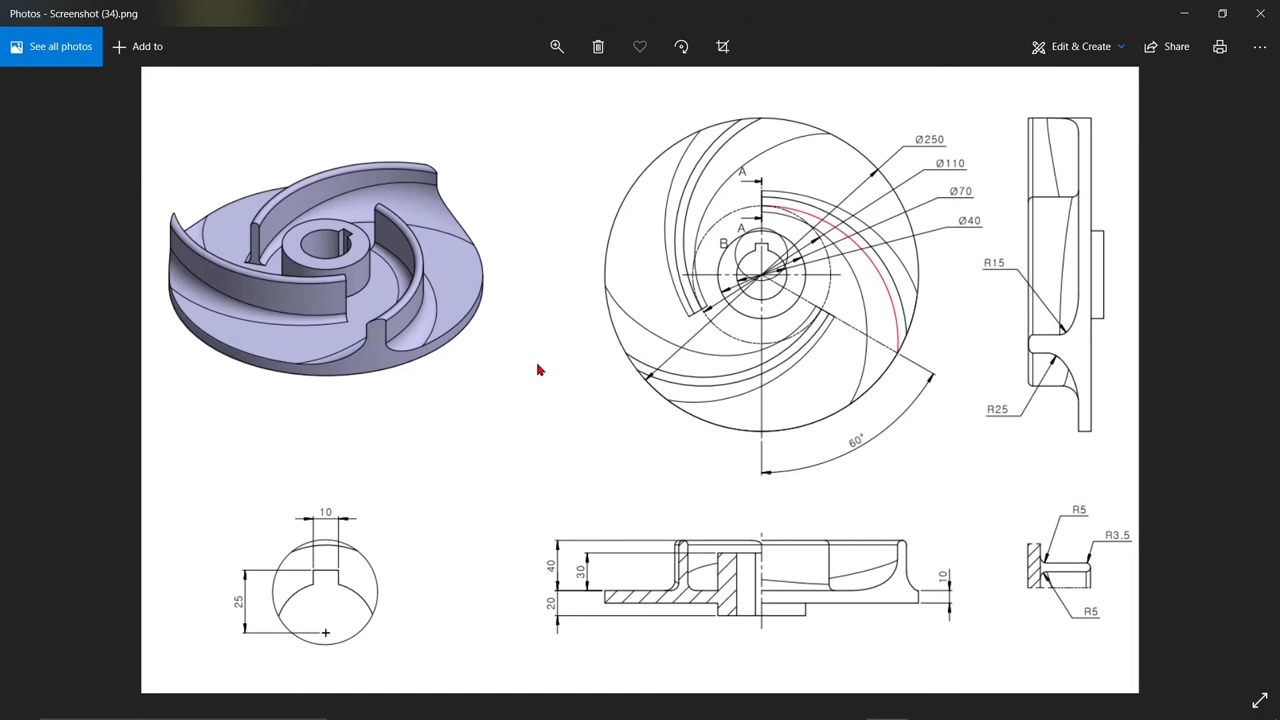 Photos - Screenshot (34).png
See all photos
Add to
Edit & Create
Share
Ø250
Ø110
Ø70
Ø40
A
A
B
60°
R15
R25
10
25
40
30
20
10
R5
R3.5
R5